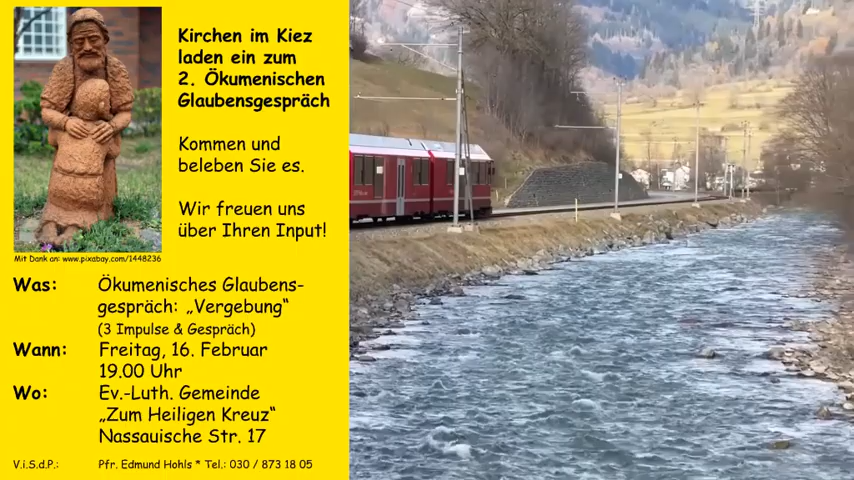 Kirchen im Kiez
laden ein zum
2. Ökumenischen
Glaubensgespräch
Kommen und
beleben Sie es.
Wir freuen uns
über Ihren Input!
Mit Dank an: www.pixabay.com/1448236
Was: Ökumenisches Glaubens-
gespräch: „Vergebung“
(3 Impulse & Gespräch)
Wann: Freitag, 16. Februar
19.00 Uhr
Wo: Ev.-Luth. Gemeinde
„Zum Heiligen Kreuz“
Nassauische Str. 17
V.i.S.d.P.: Pfr. Edmund Hohls * Tel.: 030 / 873 18 05